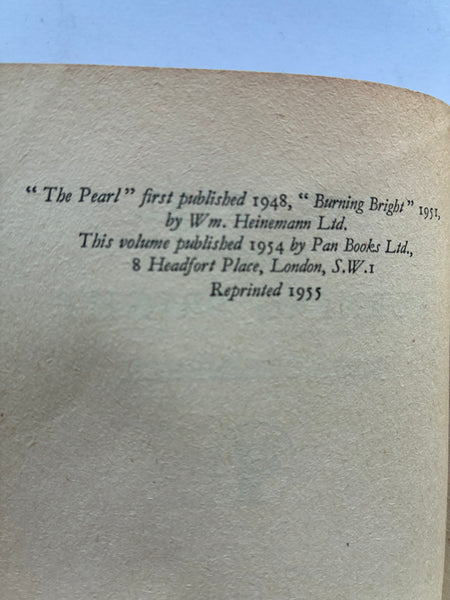 “ The Pearl” first published 1948, “ Burning Bright” 1951,
by Wm. Heinemann Ltd.
This volume published 1954 by Pan Books Ltd.,
8 Headfort Place, London, S.W.1
Reprinted 1955